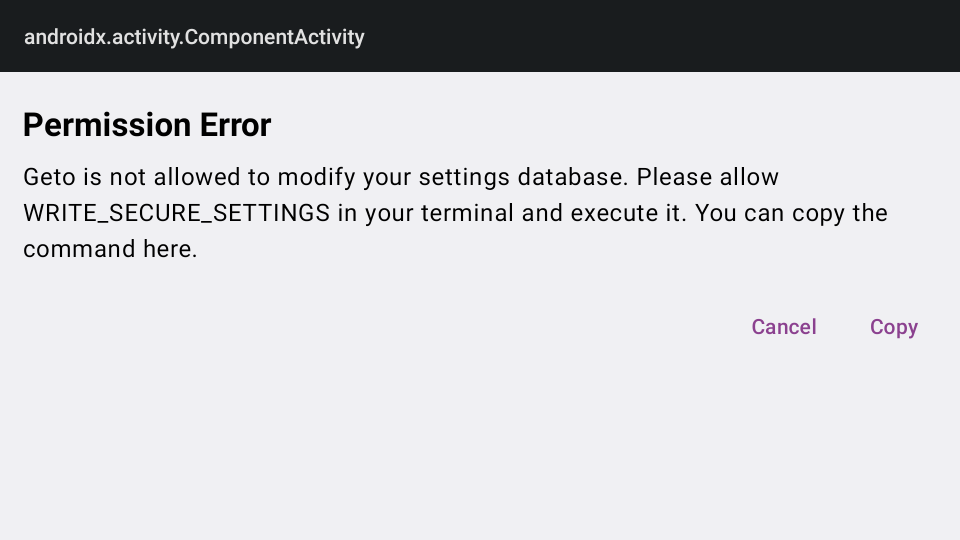 androidx.activity.ComponentActivity
Permission Error
Geto is not allowed to modify your settings database. Please allow
WRITE_SECURE_SETTINGS in your terminal and execute it. You can copy the
command here.
Cancel Copy